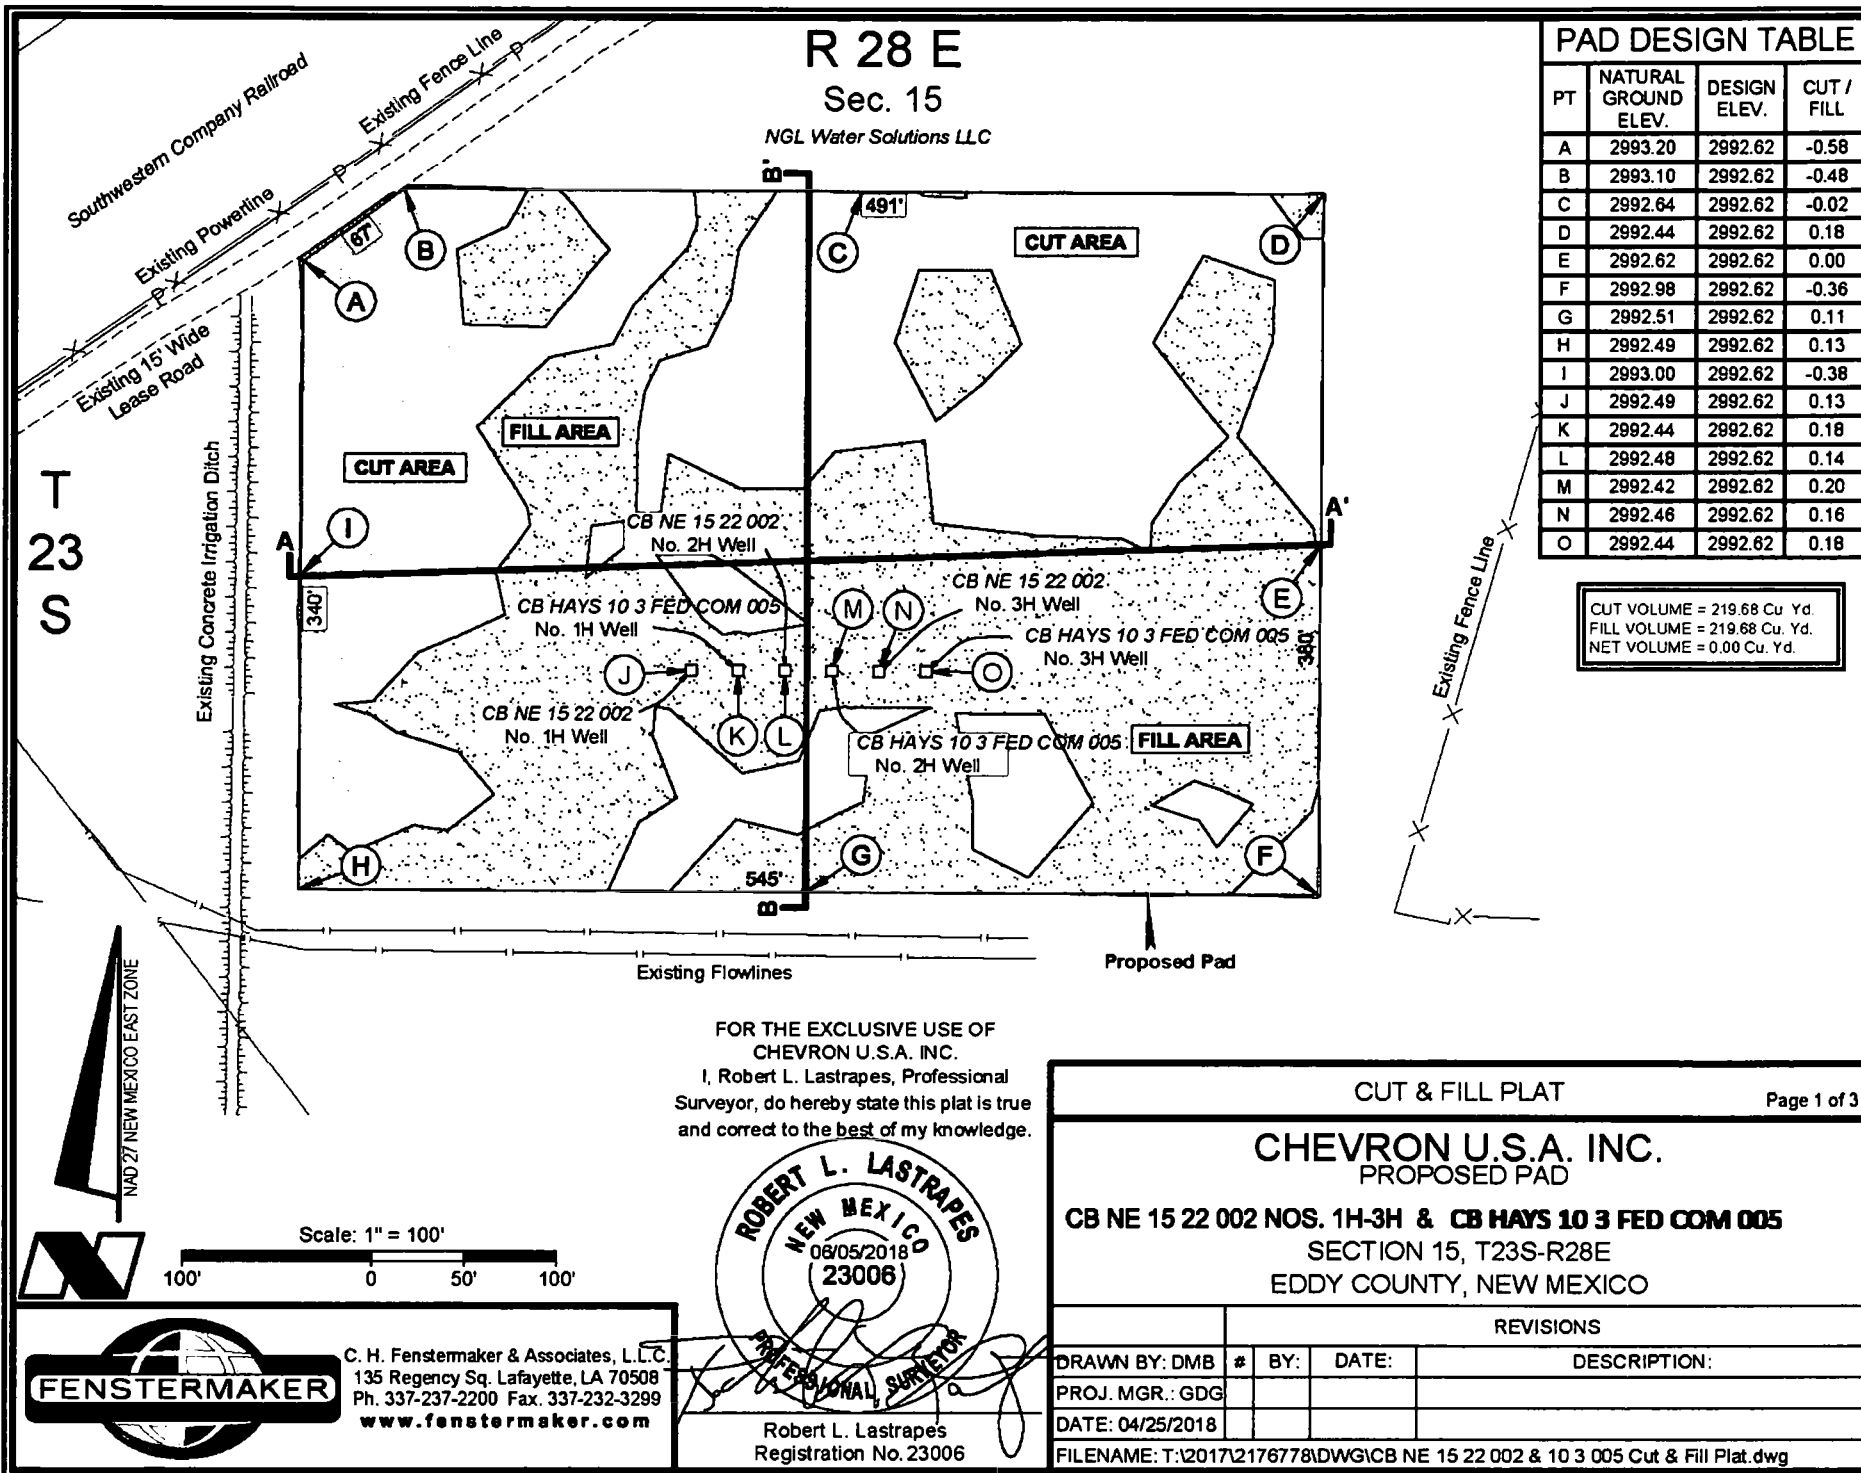 R 28 E
Sec. 15
NGL Water Solutions LLC
Southwestern Company Railroad
Existing Fence Line
P
P
Existing Powerline
P
Existing 15' Wide
Lease Road
T
23
S
Existing Concrete Irrigation Ditch
67'
A
B
B'
C
491'
CUT AREA
D
FILL AREA
CUT AREA
I
A
A'
340'
CB NE 15 22 002
No. 2H Well
CB HAYS 10 3 FED COM 005
No. 1H Well
M
N
CB NE 15 22 002
No. 3H Well
CB HAYS 10 3 FED COM 005
No. 3H Well
E
380'
J
O
CB NE 15 22 002
No. 1H Well
K
L
CB HAYS 10 3 FED COM 005
No. 2H Well
FILL AREA
H
G
F
545'
B
Existing Fence Line
Existing Flowlines
Proposed Pad
PAD DESIGN TABLE
PT NATURAL GROUND ELEV. DESIGN ELEV. CUT / FILL
A 2993.20 2992.62 -0.58
B 2993.10 2992.62 -0.48
C 2992.64 2992.62 -0.02
D 2992.44 2992.62 0.18
E 2992.62 2992.62 0.00
F 2992.98 2992.62 -0.36
G 2992.51 2992.62 0.11
H 2992.49 2992.62 0.13
I 2993.00 2992.62 -0.38
J 2992.49 2992.62 0.13
K 2992.44 2992.62 0.18
L 2992.48 2992.62 0.14
M 2992.42 2992.62 0.20
N 2992.46 2992.62 0.16
O 2992.44 2992.62 0.18
CUT VOLUME = 219.68 Cu Yd.
FILL VOLUME = 219.68 Cu. Yd.
NET VOLUME = 0.00 Cu. Yd.
NAD 27 NEW MEXICO EAST ZONE
N
Scale: 1" = 100'
100' 0 50' 100'
FOR THE EXCLUSIVE USE OF
CHEVRON U.S.A. INC.
I, Robert L. Lastrapes, Professional
Surveyor, do hereby state this plat is true
and correct to the best of my knowledge.
ROBERT L. LASTRAPES
NEW MEXICO
06/05/2018
23006
PROFESSIONAL SURVEYOR
Robert L. Lastrapes
Registration No. 23006
FENSTERMAKER
C. H. Fenstermaker & Associates, L.L.C.
135 Regency Sq. Lafayette, LA 70508
Ph. 337-237-2200 Fax. 337-232-3299
www.fenstermaker.com
CUT & FILL PLAT
Page 1 of 3
CHEVRON U.S.A. INC.
PROPOSED PAD
CB NE 15 22 002 NOS. 1H-3H & CB HAYS 10 3 FED COM 005
SECTION 15, T23S-R28E
EDDY COUNTY, NEW MEXICO
REVISIONS
DRAWN BY: DMB # BY: DATE: DESCRIPTION:
PROJ. MGR.: GDG
DATE: 04/25/2018
FILENAME: T:\2017\2176778\DWG\CB NE 15 22 002 & 10 3 005 Cut & Fill Plat.dwg